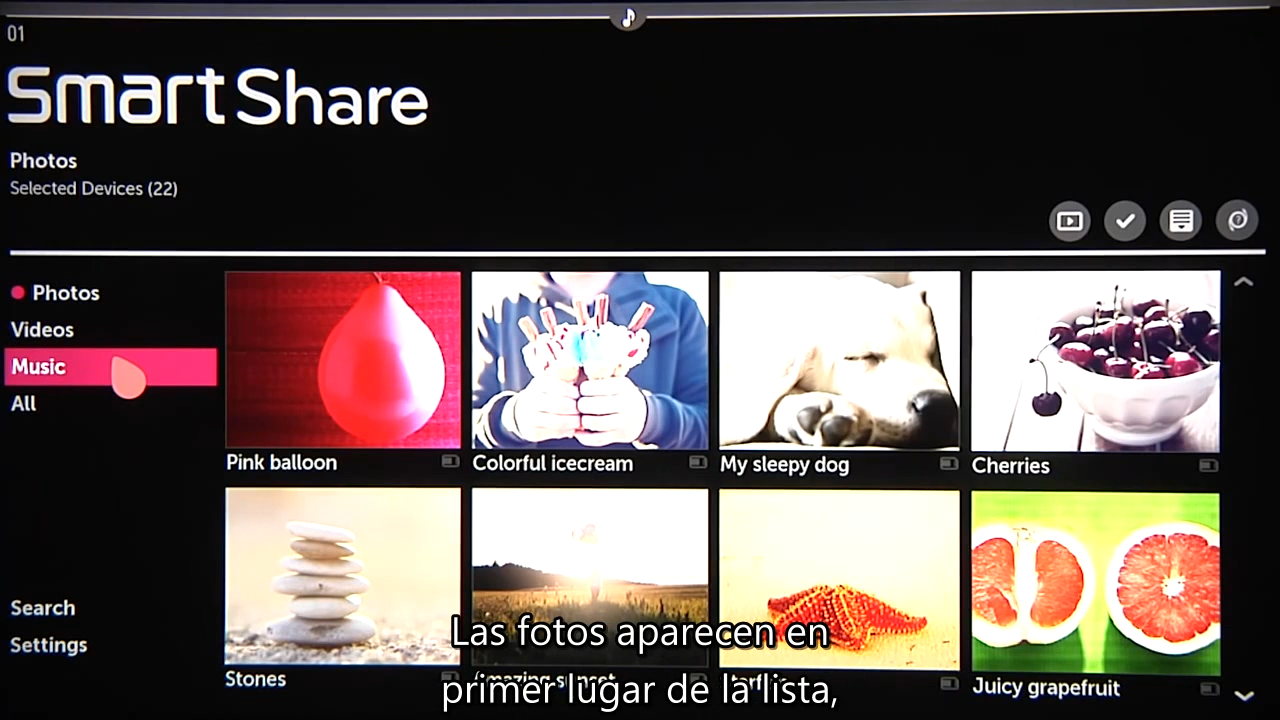 01
SmartShare
Photos
Selected Devices (22)
Photos
Videos
Music
All
Search
Settings
Pink balloon
Colorful icecream
My sleepy dog
Cherries
Stones
Juicy grapefruit
Las fotos aparecen en
primer lugar de la lista,